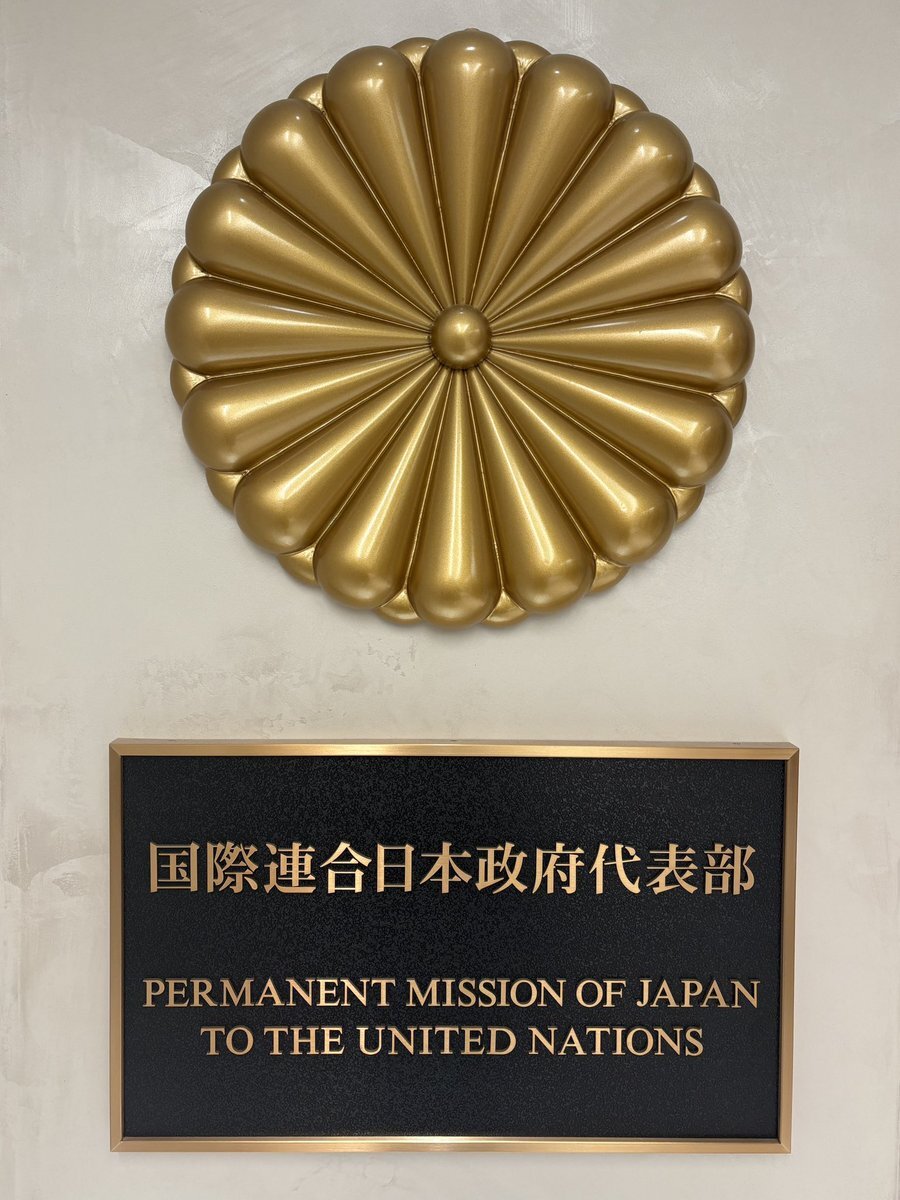 国際連合日本政府代表部
PERMANENT MISSION OF JAPAN
TO THE UNITED NATIONS